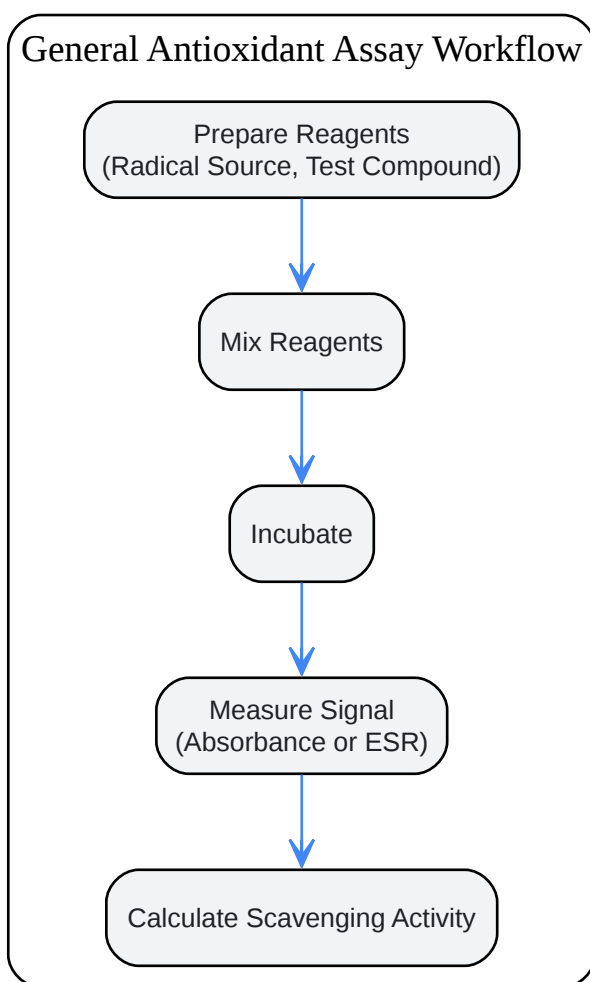 General Antioxidant Assay Workflow
Prepare Reagents
(Radical Source, Test Compound)
Mix Reagents
Incubate
Measure Signal
(Absorbance or ESR)
Calculate Scavenging Activity